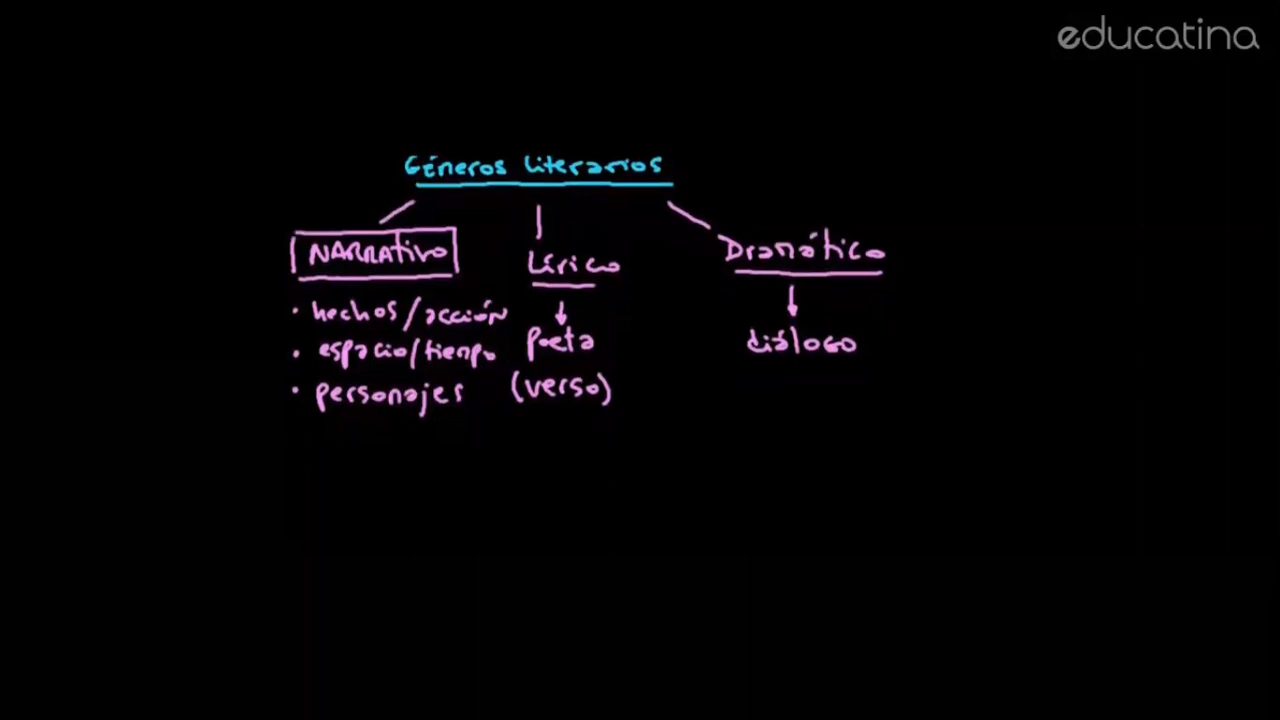 educatina
Géneros Literarios
NARRAtivo
Lírico
Dramático
• hechos/acción
• espacio/tiempo
• personajes
poeta
(verso)
diálogo